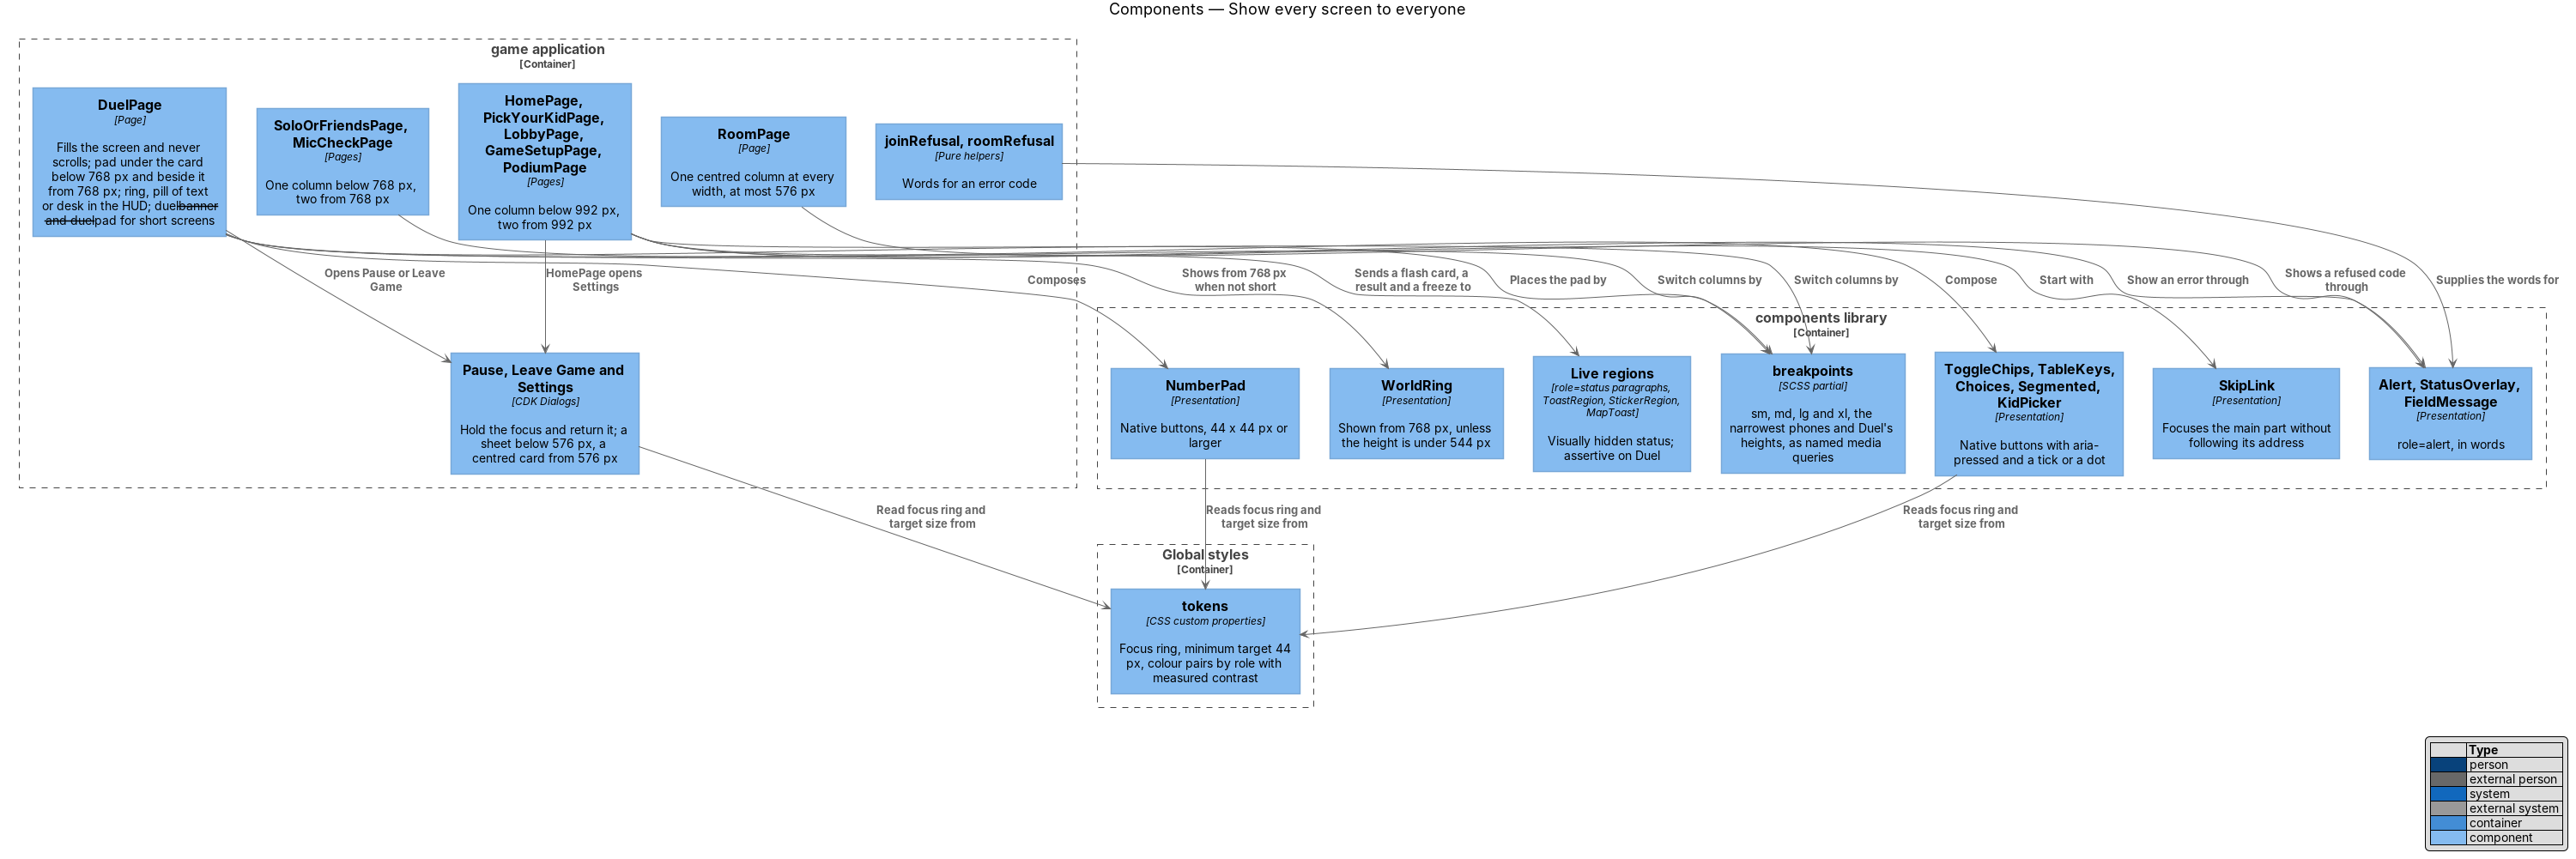 Components — Show every screen to everyone
game application
[Container]
DuelPage
[Page]
Fills the screen and never
scrolls; pad under the card
below 768 px and beside it
from 768 px; ring, pill of text
or desk in the HUD; duelbanner
and duelpad for short screens
SoloOrFriendsPage,
MicCheckPage
[Pages]
One column below 768 px,
two from 768 px
HomePage,
PickYourKidPage,
LobbyPage,
GameSetupPage,
PodiumPage
[Pages]
One column below 992 px,
two from 992 px
RoomPage
[Page]
One centred column at every
width, at most 576 px
joinRefusal, roomRefusal
[Pure helpers]
Words for an error code
Opens Pause or Leave
Game
HomePage opens
Settings
Composes
Shows from 768 px
when not short
Sends a flash card, a
result and a freeze to
Places the pad by
Switch columns by
Switch columns by
Compose
Start with
Show an error through
Shows a refused code
through
Supplies the words for
Pause, Leave Game and
Settings
[CDK Dialogs]
Hold the focus and return it; a
sheet below 576 px, a
centred card from 576 px
components library
[Container]
NumberPad
[Presentation]
Native buttons, 44 x 44 px or
larger
WorldRing
[Presentation]
Shown from 768 px, unless
the height is under 544 px
Live regions
[role=status paragraphs,
ToastRegion, StickerRegion,
MapToast]
Visually hidden status;
assertive on Duel
breakpoints
[SCSS partial]
sm, md, lg and xl, the
narrowest phones and Duel's
heights, as named media
queries
ToggleChips, TableKeys,
Choices, Segmented,
KidPicker
[Presentation]
Native buttons with aria-
pressed and a tick or a dot
SkipLink
[Presentation]
Focuses the main part without
following its address
Alert, StatusOverlay,
FieldMessage
[Presentation]
role=alert, in words
Read focus ring and
target size from
Reads focus ring and
target size from
Reads focus ring and
target size from
Global styles
[Container]
tokens
[CSS custom properties]
Focus ring, minimum target 44
px, colour pairs by role with
measured contrast
Type
person
external person
system
external system
container
component